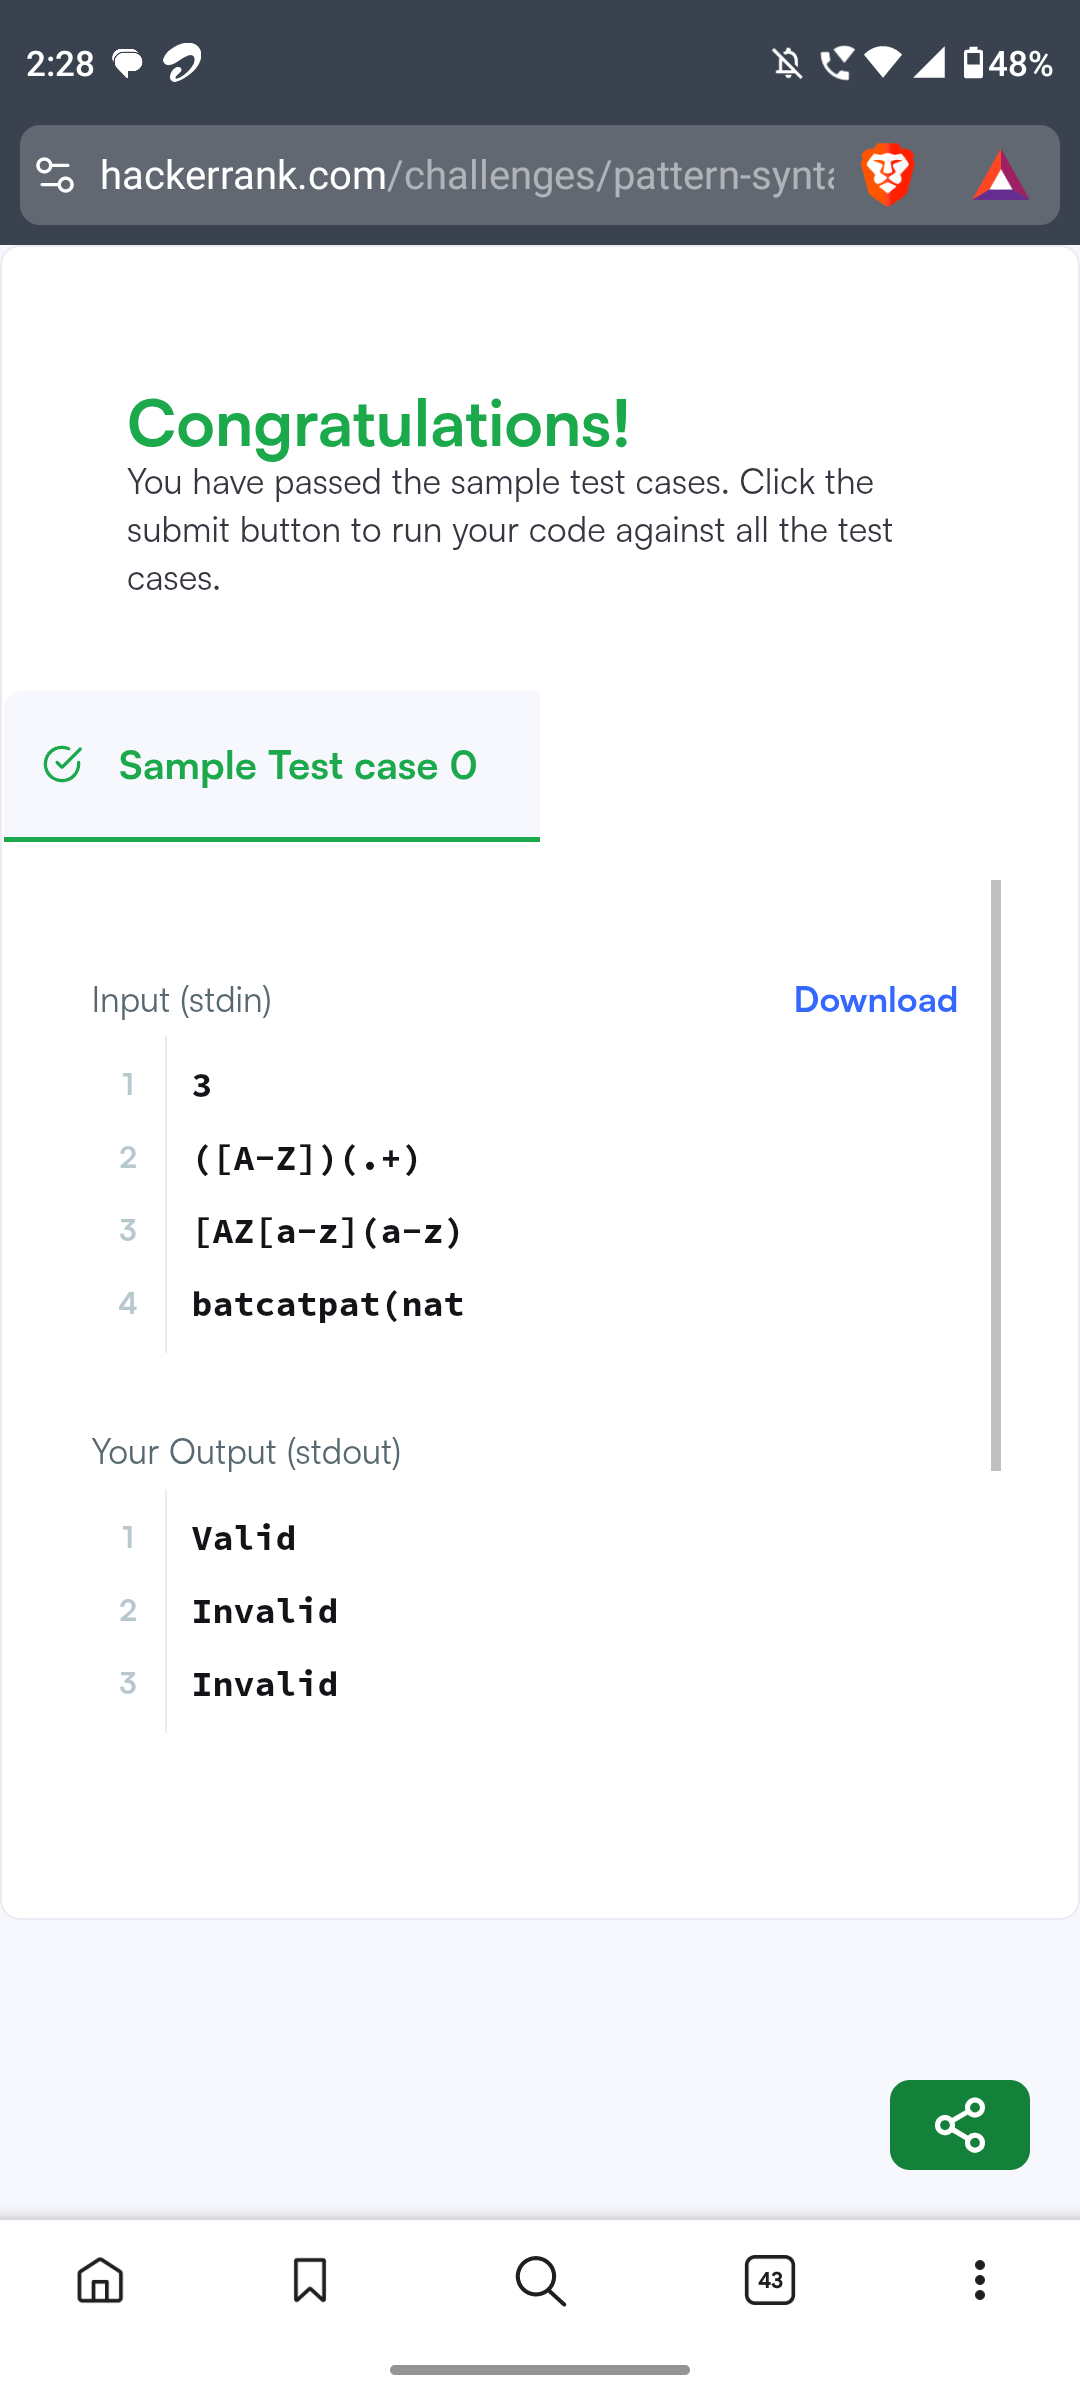 2:28
48%
hackerrank.com/challenges/pattern-synta
Congratulations!
You have passed the sample test cases. Click the
submit button to run your code against all the test
cases.
Sample Test case 0
Input (stdin)
Download
1 3
2 ([A-Z])(.+)
3 [AZ[a-z](a-z)
4 batcatpat(nat
Your Output (stdout)
1 Valid
2 Invalid
3 Invalid
43